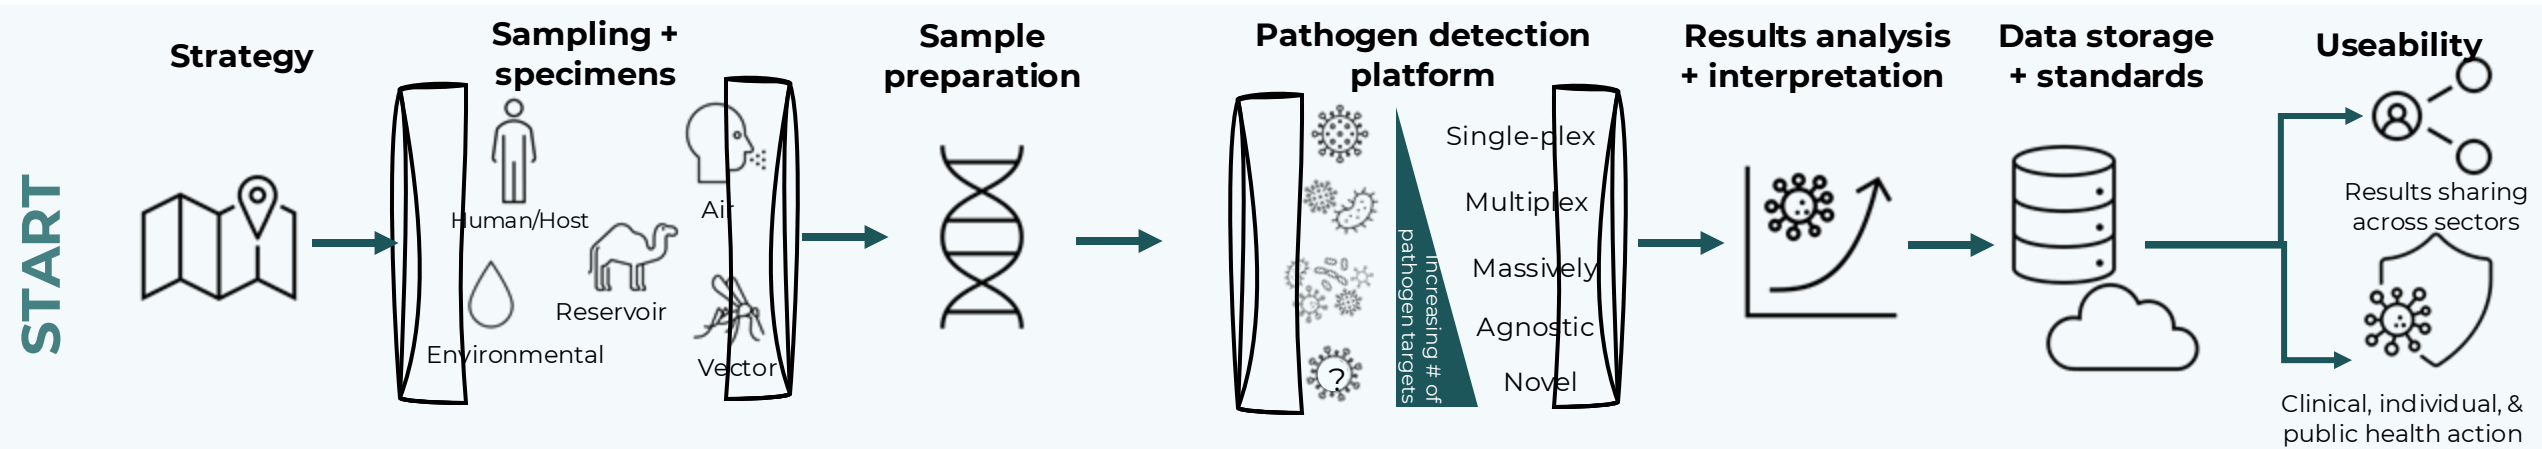 START
Strategy
Sampling +
specimens
Human/Host
Air
Reservoir
Environmental
Vector
Sample
preparation
Pathogen detection
platform
Single-plex
Multiplex
Massively
Agnostic
Novel
?
Increasing # of
pathogen targets
Results analysis
+ interpretation
Data storage
+ standards
Useability
Results sharing
across sectors
Clinical, individual, &
public health action